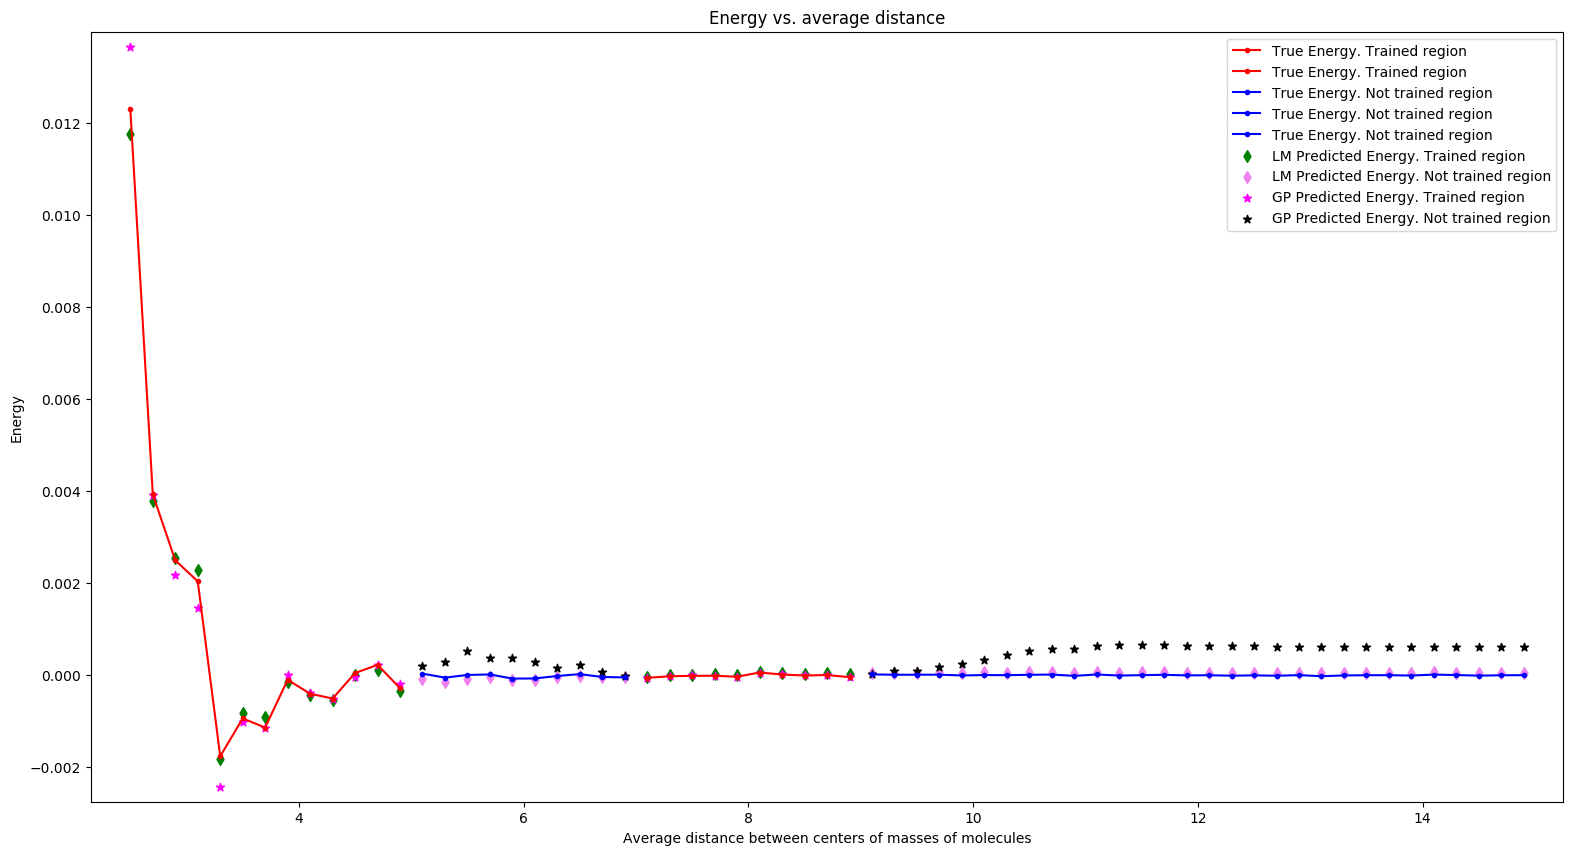 Energy vs. average distance
True Energy. Trained region
True Energy. Trained region
True Energy. Not trained region
True Energy. Not trained region
True Energy. Not trained region
LM Predicted Energy. Trained region
LM Predicted Energy. Not trained region
GP Predicted Energy. Trained region
GP Predicted Energy. Not trained region
Energy
0.012
0.010
0.008
0.006
0.004
0.002
0.000
−0.002
4 6 8 10 12 14
Average distance between centers of masses of molecules